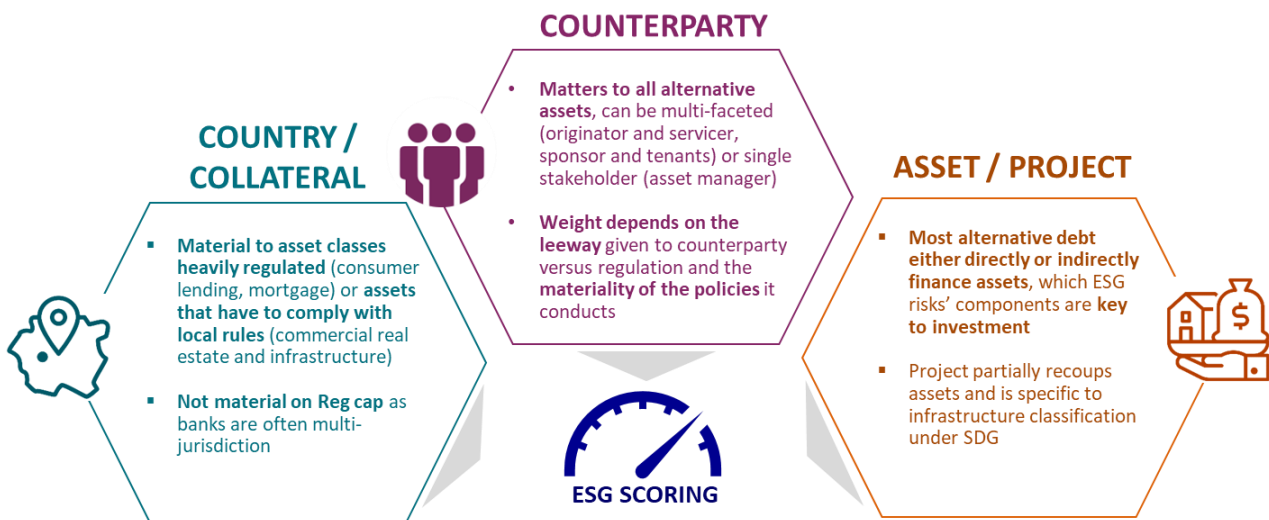 COUNTRY /
COLLATERAL
▪ Material to asset classes
heavily regulated (consumer
lending, mortgage) or assets
that have to comply with
local rules (commercial real
estate and infrastructure)
▪ Not material on Reg cap as
banks are often multi-
jurisdiction
COUNTERPARTY
• Matters to all alternative
assets, can be multi-faceted
(originator and servicer,
sponsor and tenants) or single
stakeholder (asset manager)
• Weight depends on the
leeway given to counterparty
versus regulation and the
materiality of the policies it
conducts
ASSET / PROJECT
▪ Most alternative debt
either directly or indirectly
finance assets, which ESG
risks’ components are key
to investment
▪ Project partially recoups
assets and is specific to
infrastructure classification
under SDG
$
ESG SCORING